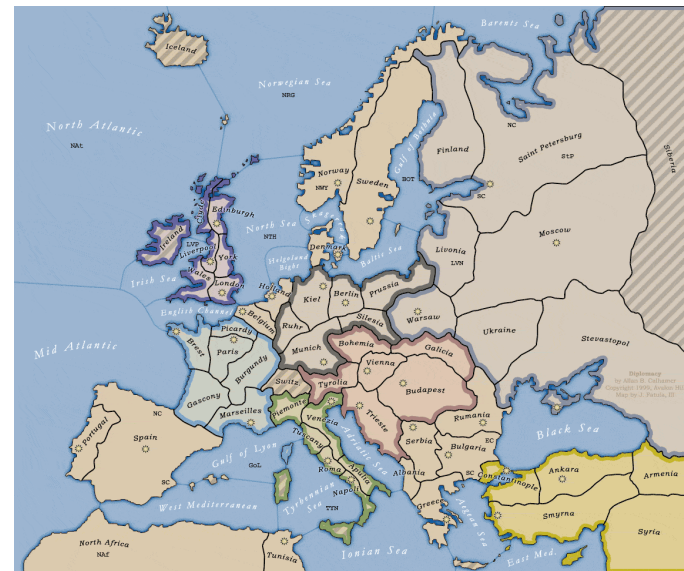 Barents Sea
Iceland
Norwegian Sea
NRG
North Atlantic
NAt
NC
Saint Petersburg
StP
Siberia
Finland
Gulf of Bothnia
BOT
SC
Norway
NWY
Sweden
Clyde
Edinburgh
North Sea
NTH
Skagerrak
Ireland
LVP
Liverpool
York
Denmark
Baltic Sea
Helgeland
Bight
Livonia
LVN
Moscow
Irish Sea
Wales
London
Holland
Kiel
Berlin
Prussia
English Channel
Belgium
Ruhr
Silesia
Warsaw
Brest
Picardy
Paris
Burgundy
Munich
Bohemia
Galicia
Ukraine
Stevastopol
Mid Atlantic
Switz
Vienna
Tyrolia
Budapest
Diplomacy
by Allan B. Calhamer
Gascony
Marseilles
Piemonte
Venezia
Trieste
Rumania
NC
Portugal
Spain
Gulf of Lyon
GoL
Tuscany
Adriatic Sea
Serbia
Bulgaria
EC
Black Sea
SC
Roma
Apulia
Napoli
Albania
SC
Constantinople
Ankara
Armenia
West Mediterranean
Tyrhennian
Sea
TYN
Greece
Aegean Sea
Smyrna
Syria
North Africa
NAf
Tunisia
Ionian Sea
East Med.